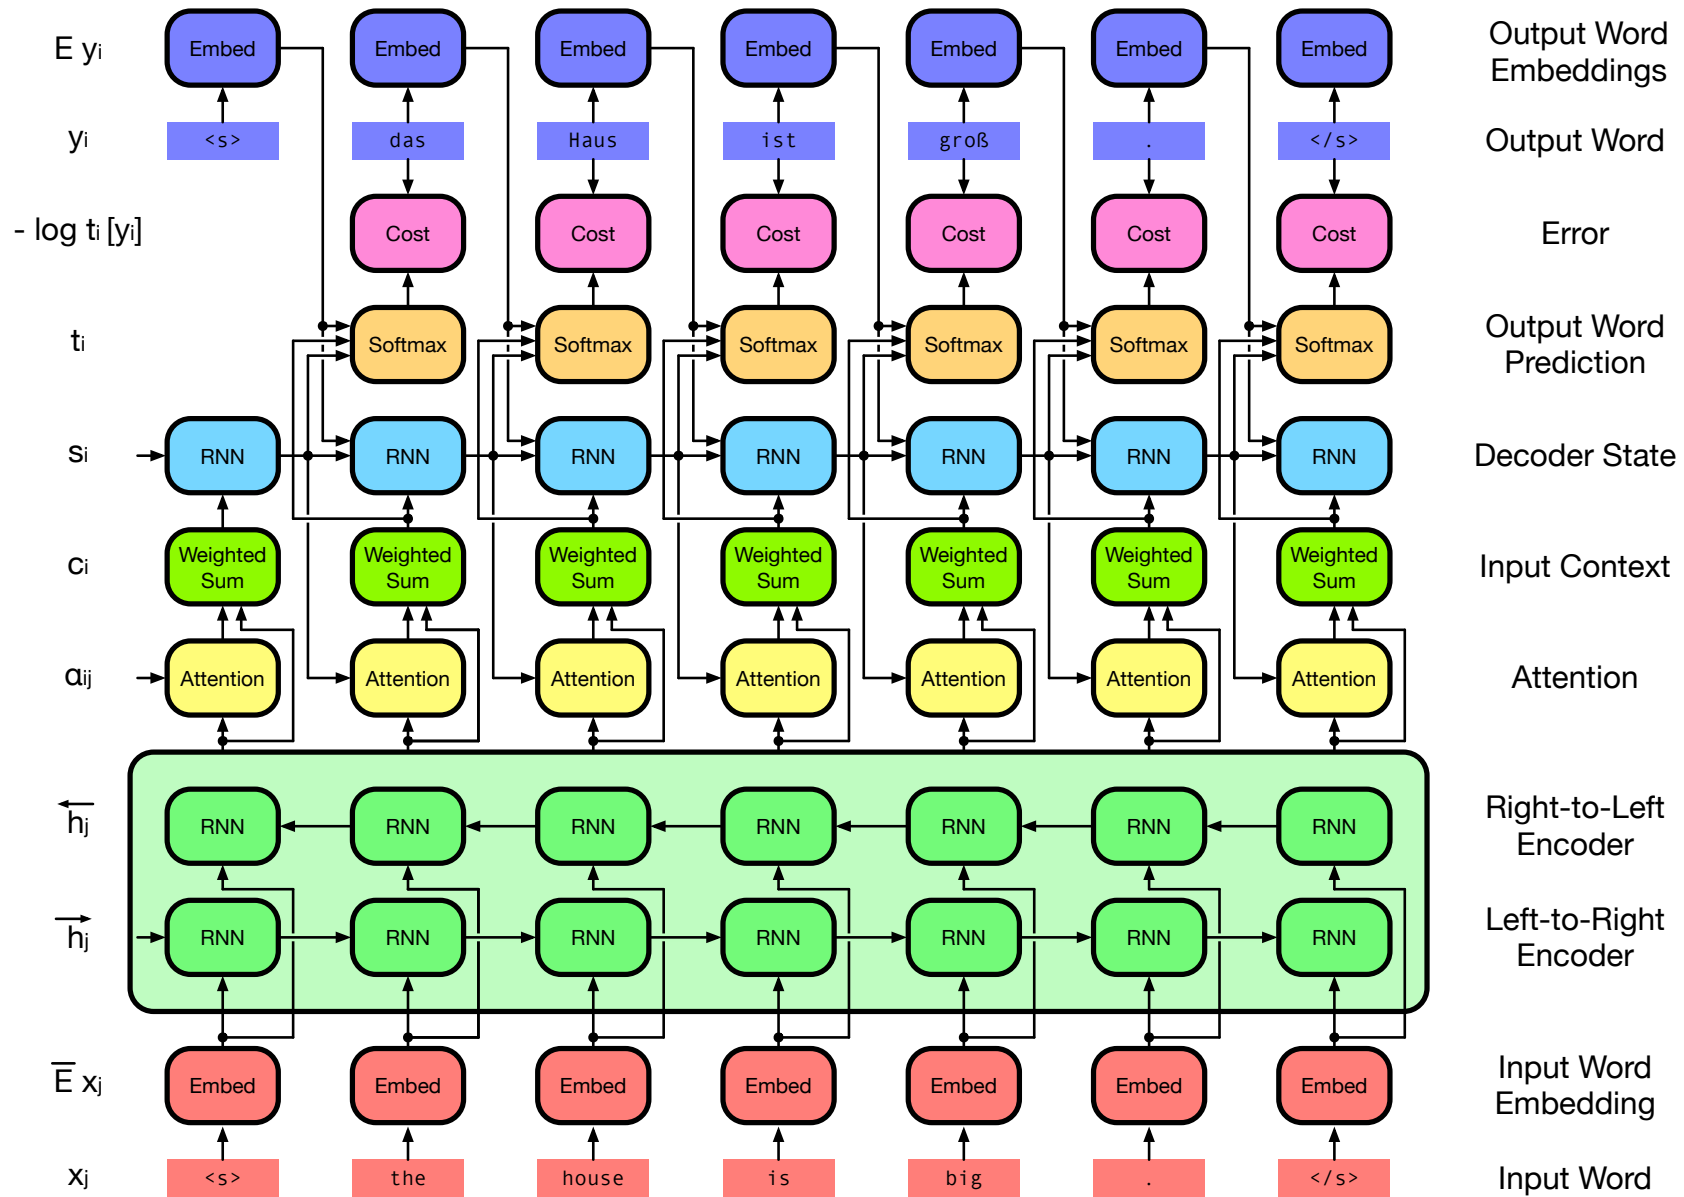 E yi Embed Embed Embed Embed Embed Embed Embed Output Word
Embeddings
yi <s> das Haus ist groß . </s> Output Word
- log ti [yi] Cost Cost Cost Cost Cost Cost Error
ti Softmax Softmax Softmax Softmax Softmax Softmax Output Word
Prediction
si RNN RNN RNN RNN RNN RNN RNN Decoder State
ci Weighted Sum Weighted Sum Weighted Sum Weighted Sum Weighted Sum Weighted Sum Weighted Sum Input Context
αij Attention Attention Attention Attention Attention Attention Attention Attention
hj RNN RNN RNN RNN RNN RNN RNN Right-to-Left
Encoder
hj RNN RNN RNN RNN RNN RNN RNN Left-to-Right
Encoder
E xj Embed Embed Embed Embed Embed Embed Embed Input Word
Embedding
xj <s> the house is big . </s> Input Word